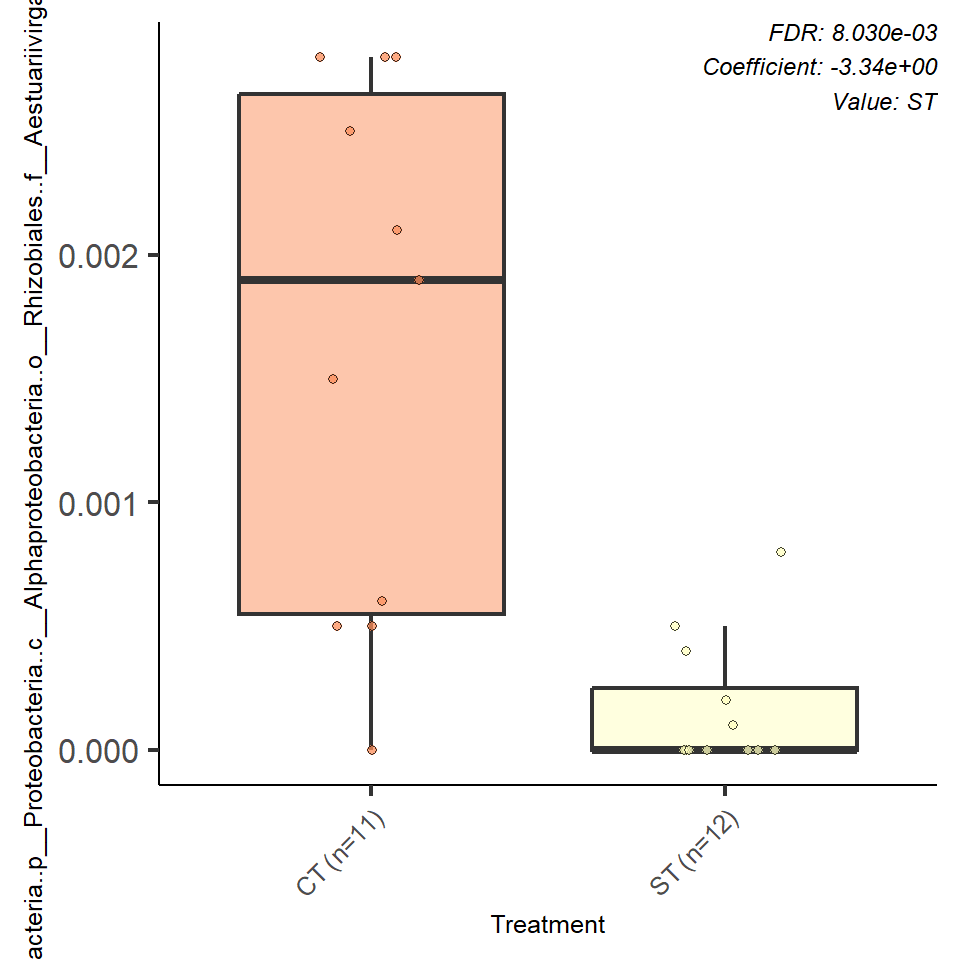 FDR: 8.030e-03
Coefficient: -3.34e+00
Value: ST
acteria..p__Proteobacteria..c__Alphaproteobacteria..o__Rhizobiales..f__Aestuariivirga
0.002
0.001
0.000
CT (n=11)
ST (n=12)
Treatment